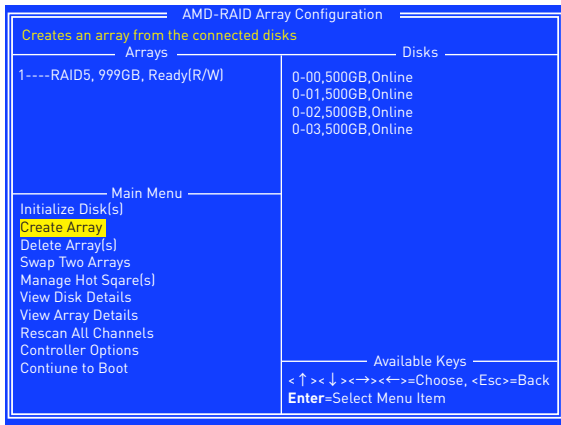 AMD-RAID Array Configuration
Creates an array from the connected disks
Arrays
1----RAID5, 999GB, Ready(R/W)
Disks
0-00,500GB,Online
0-01,500GB,Online
0-02,500GB,Online
0-03,500GB,Online
Main Menu
Initialize Disk(s)
Create Array
Delete Array(s)
Swap Two Arrays
Manage Hot Sqare(s)
View Disk Details
View Array Details
Rescan All Channels
Controller Options
Contiune to Boot
Available Keys
<↑><↓><→><←>=Choose, <Esc>=Back
Enter=Select Menu Item